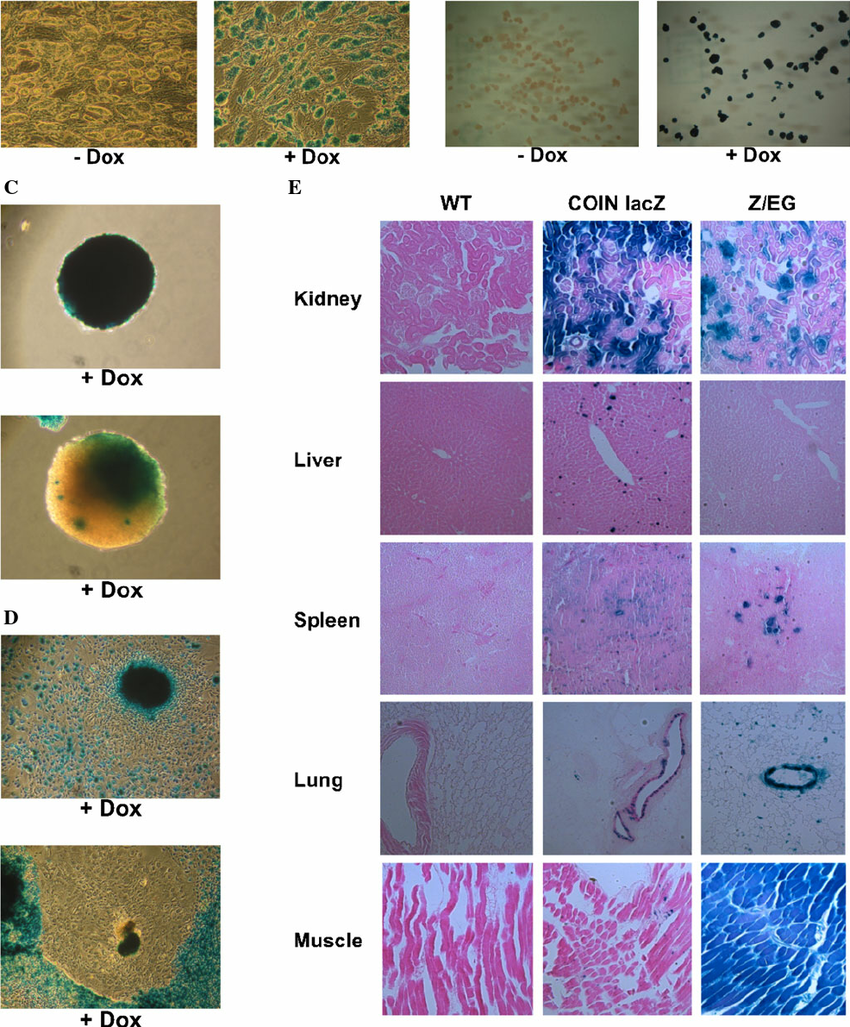 - Dox + Dox - Dox + Dox
C
E
WT COIN lacZ Z/EG
Kidney
+ Dox
Liver
+ Dox
D
Spleen
Lung
+ Dox
Muscle
+ Dox